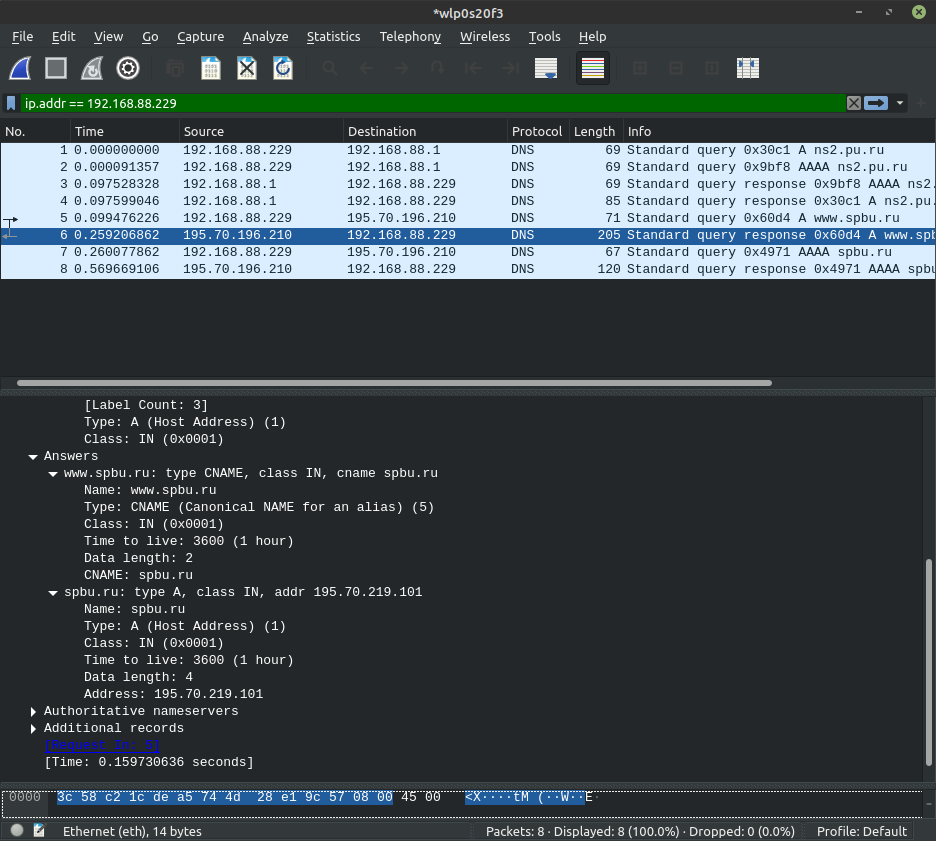 *wlp0s20f3
File Edit View Go Capture Analyze Statistics Telephony Wireless Tools Help
ip.addr == 192.168.88.229
No. Time Source Destination Protocol Length Info
1 0.000000000 192.168.88.229 192.168.88.1 DNS 69 Standard query 0x30c1 A ns2.pu.ru
2 0.000091357 192.168.88.229 192.168.88.1 DNS 69 Standard query 0x9bf8 AAAA ns2.pu.ru
3 0.097528328 192.168.88.1 192.168.88.229 DNS 69 Standard query response 0x9bf8 AAAA ns2.
4 0.097599046 192.168.88.1 192.168.88.229 DNS 85 Standard query response 0x30c1 A ns2.pu.
5 0.099476226 192.168.88.229 195.70.196.210 DNS 71 Standard query 0x60d4 A www.spbu.ru
6 0.259206862 195.70.196.210 192.168.88.229 DNS 205 Standard query response 0x60d4 A www.spb
7 0.260077862 192.168.88.229 195.70.196.210 DNS 67 Standard query 0x4971 AAAA spbu.ru
8 0.569669106 195.70.196.210 192.168.88.229 DNS 120 Standard query response 0x4971 AAAA spbu
[Label Count: 3]
Type: A (Host Address) (1)
Class: IN (0x0001)
Answers
www.spbu.ru: type CNAME, class IN, cname spbu.ru
Name: www.spbu.ru
Type: CNAME (Canonical NAME for an alias) (5)
Class: IN (0x0001)
Time to live: 3600 (1 hour)
Data length: 2
CNAME: spbu.ru
spbu.ru: type A, class IN, addr 195.70.219.101
Name: spbu.ru
Type: A (Host Address) (1)
Class: IN (0x0001)
Time to live: 3600 (1 hour)
Data length: 4
Address: 195.70.219.101
Authoritative nameservers
Additional records
[Request In: 5]
[Time: 0.159730636 seconds]
0000 3c 58 c2 1c de a5 74 4d 28 e1 9c 57 08 00 45 00 <X····tM (··W··E·
Ethernet (eth), 14 bytes Packets: 8 · Displayed: 8 (100.0%) · Dropped: 0 (0.0%) Profile: Default